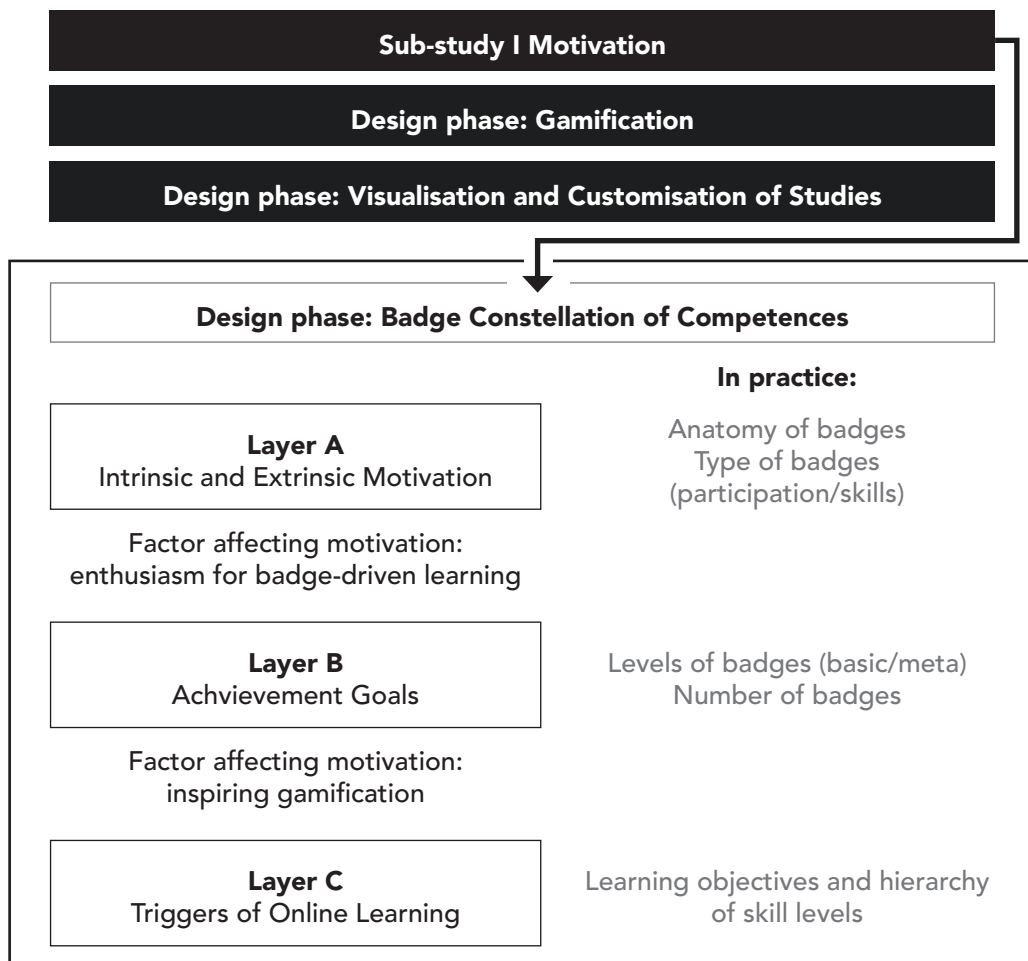 Sub-study I Motivation
Design phase: Gamification
Design phase: Visualisation and Customisation of Studies
Design phase: Badge Constellation of Competences
In practice:
Layer A
Intrinsic and Extrinsic Motivation
Anatomy of badges
Type of badges
(participation/skills)
Factor affecting motivation:
enthusiasm for badge-driven learning
Layer B
Achvievement Goals
Levels of badges (basic/meta)
Number of badges
Factor affecting motivation:
inspiring gamification
Layer C
Triggers of Online Learning
Learning objectives and hierarchy
of skill levels